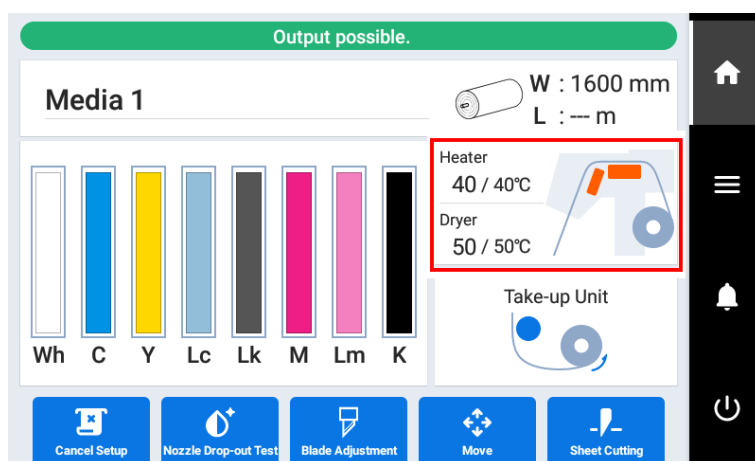 Output possible.
Media 1
W : 1600 mm
L : --- m
Heater
40 / 40℃
Dryer
50 / 50℃
Take-up Unit
Wh C Y Lc Lk M Lm K
Cancel Setup Nozzle Drop-out Test Blade Adjustment Move Sheet Cutting